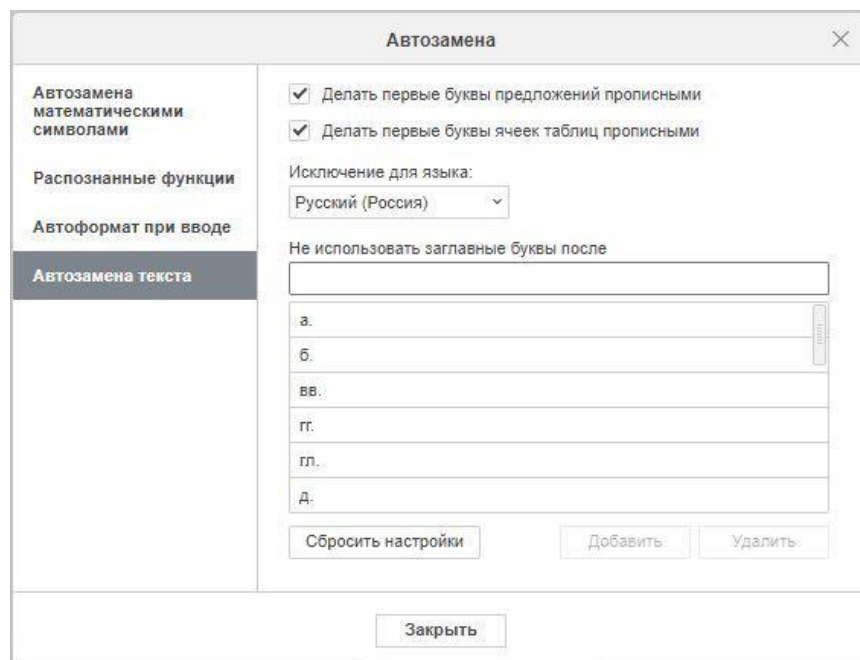 Автозамена
Автозамена
математическими
символами
Распознанные функции
Автоформат при вводе
Автозамена текста
Делать первые буквы предложений прописными
Делать первые буквы ячеек таблиц прописными
Исключение для языка:
Русский (Россия)
Не использовать заглавные буквы после
а.
б.
вв.
гг.
гл.
д.
Сбросить настройки
Добавить
Удалить
Закрыть